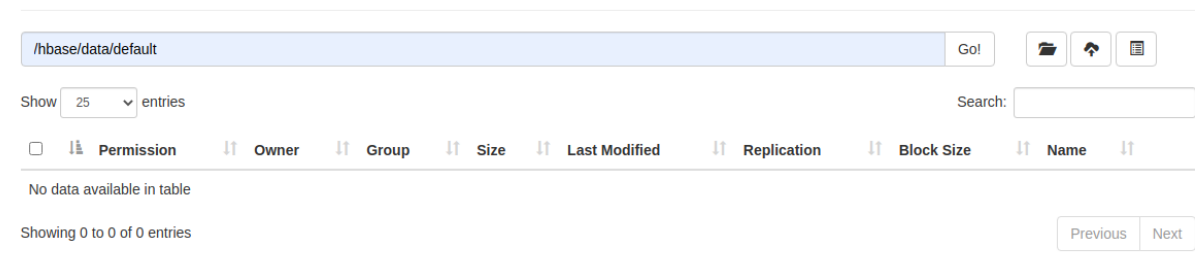 /hbase/data/default Go!
Show 25 entries Search:
Permission Owner Group Size Last Modified Replication Block Size Name
No data available in table
Showing 0 to 0 of 0 entries Previous Next